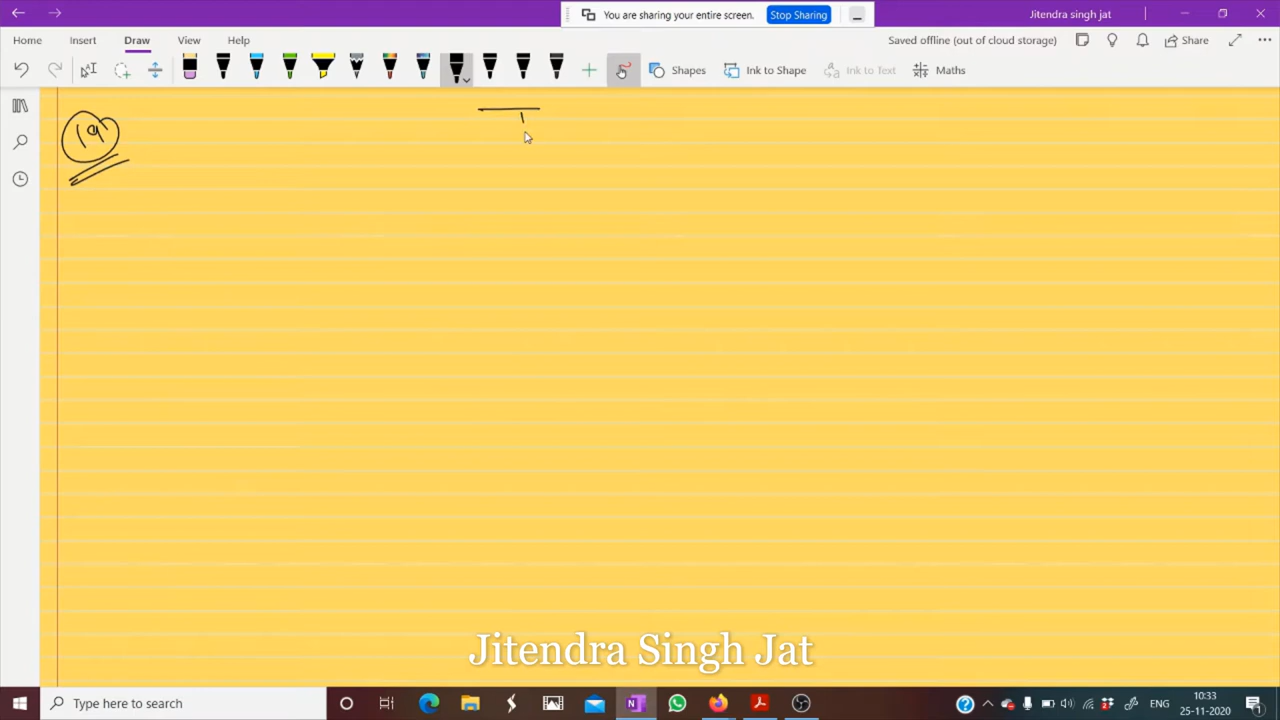 You are sharing your entire screen. Stop Sharing
Jitendra singh jat
Home Insert Draw View Help
Saved offline (out of cloud storage) Share
Shapes Ink to Shape Ink to Text Maths
19
Jitendra Singh Jat
Type here to search
ENG
10:33
25-11-2020